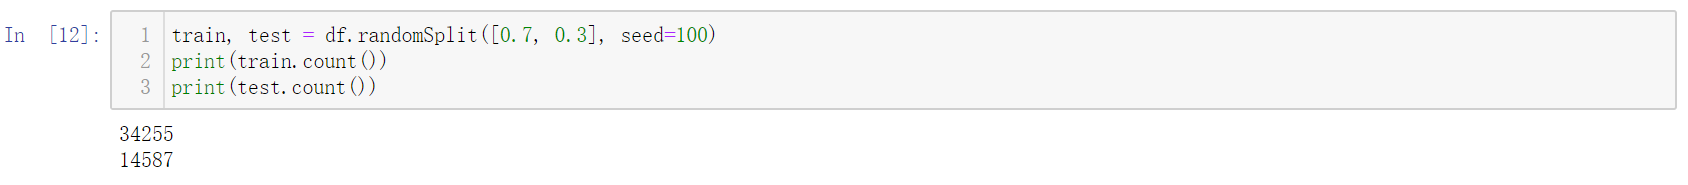 In [12]:
1 train, test = df.randomSplit([0.7, 0.3], seed=100)
2 print(train.count())
3 print(test.count())
34255
14587